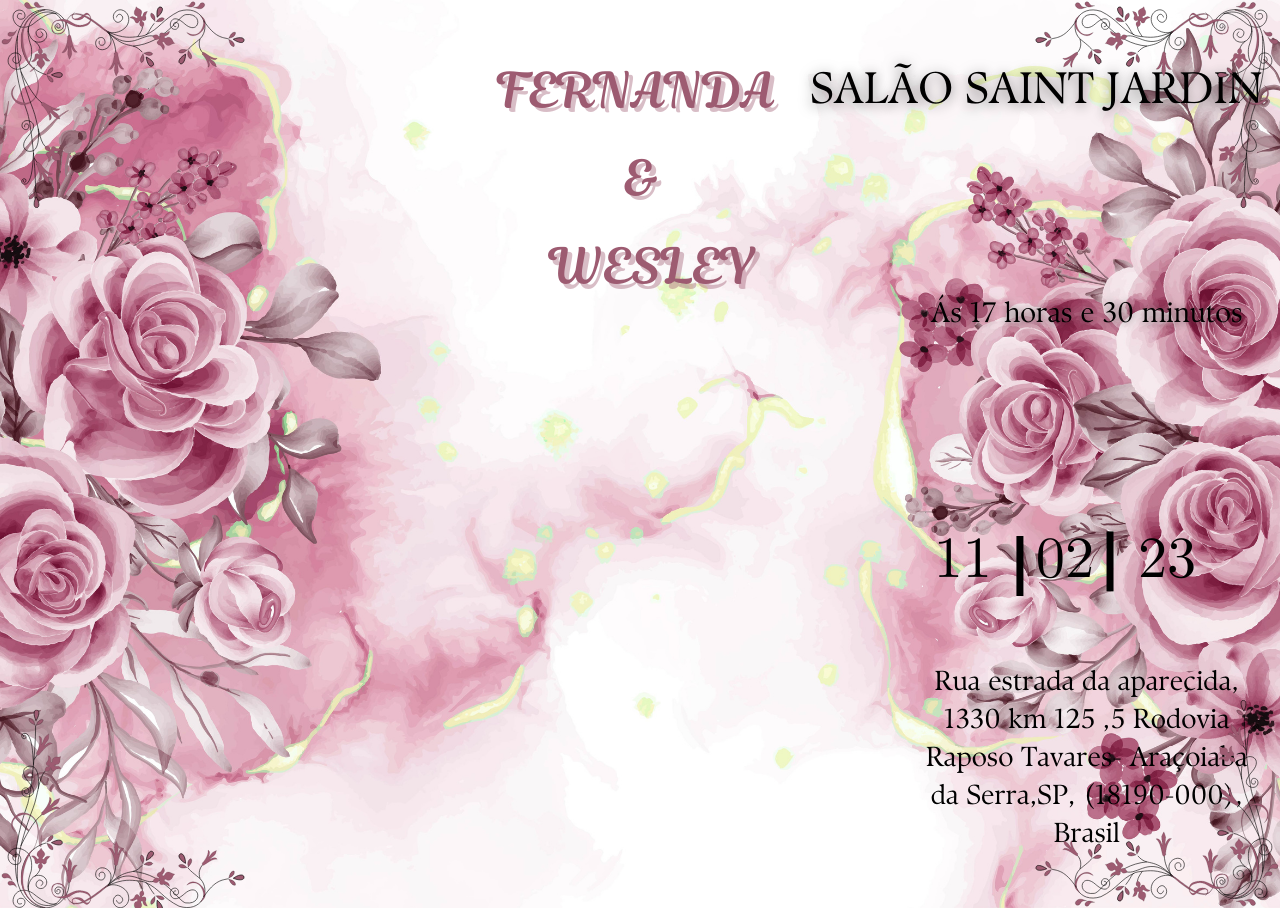 FERNANDA
&
WESLEY
SALÃO SAINT JARDIN
Ás 17 horas e 30 minutos
11 | 02 | 23
Rua estrada da aparecida,
1330 km 125 ,5 Rodovia
Raposo Tavares- Araçoiaba
da Serra,SP, (18190-000),
Brasil